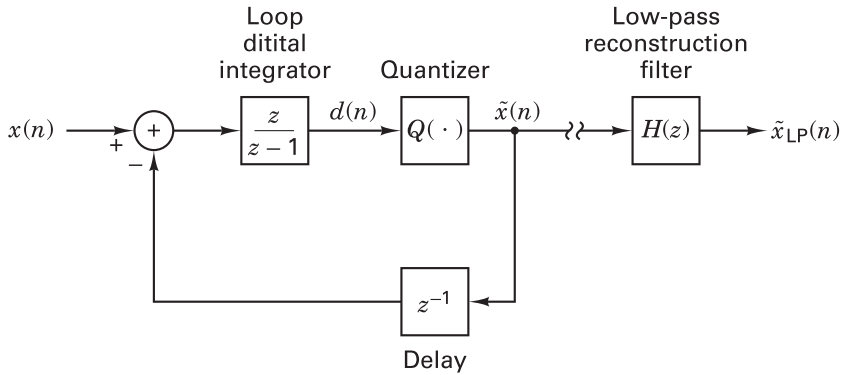 Loop
ditital
integrator
Quantizer
Low-pass
reconstruction
filter
x(n)
+
+
−
z
z − 1
d(n)
Q( · )
x̃(n)
H(z)
x̃LP(n)
z−1
Delay